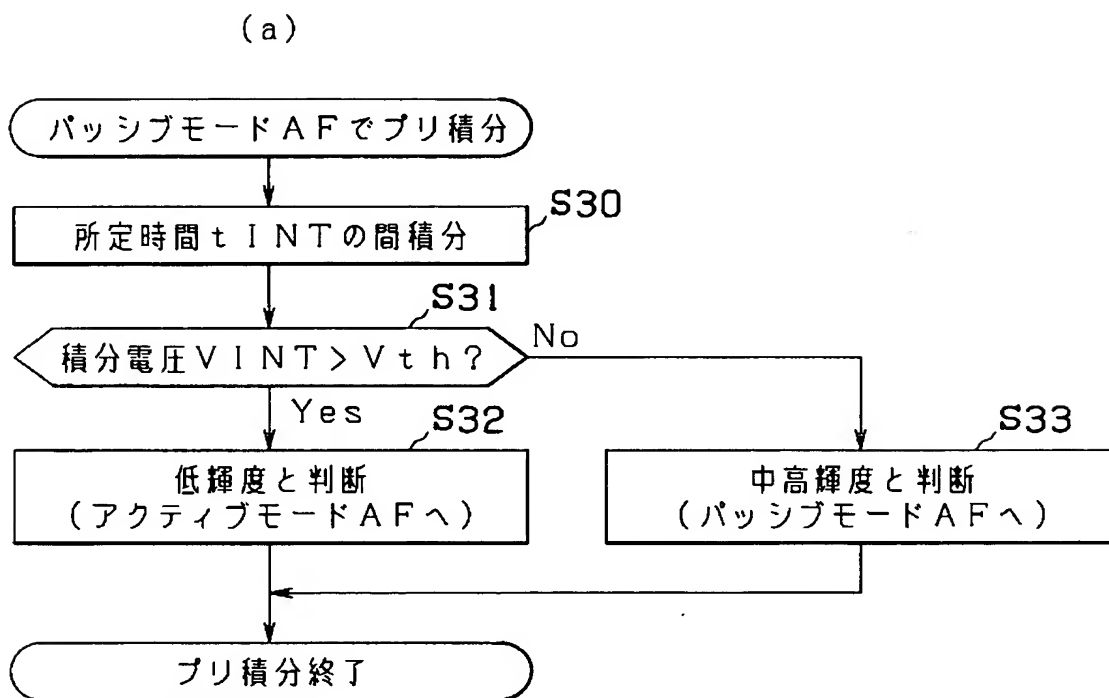 (a)
パッシブモードAFでプリ積分
S30
所定時間tINTの間積分
S31
積分電圧VINT>Vth?
No
Yes
S32
低輝度と判断
(アクティブモードAFへ)
S33
中高輝度と判断
(パッシブモードAFへ)
プリ積分終了